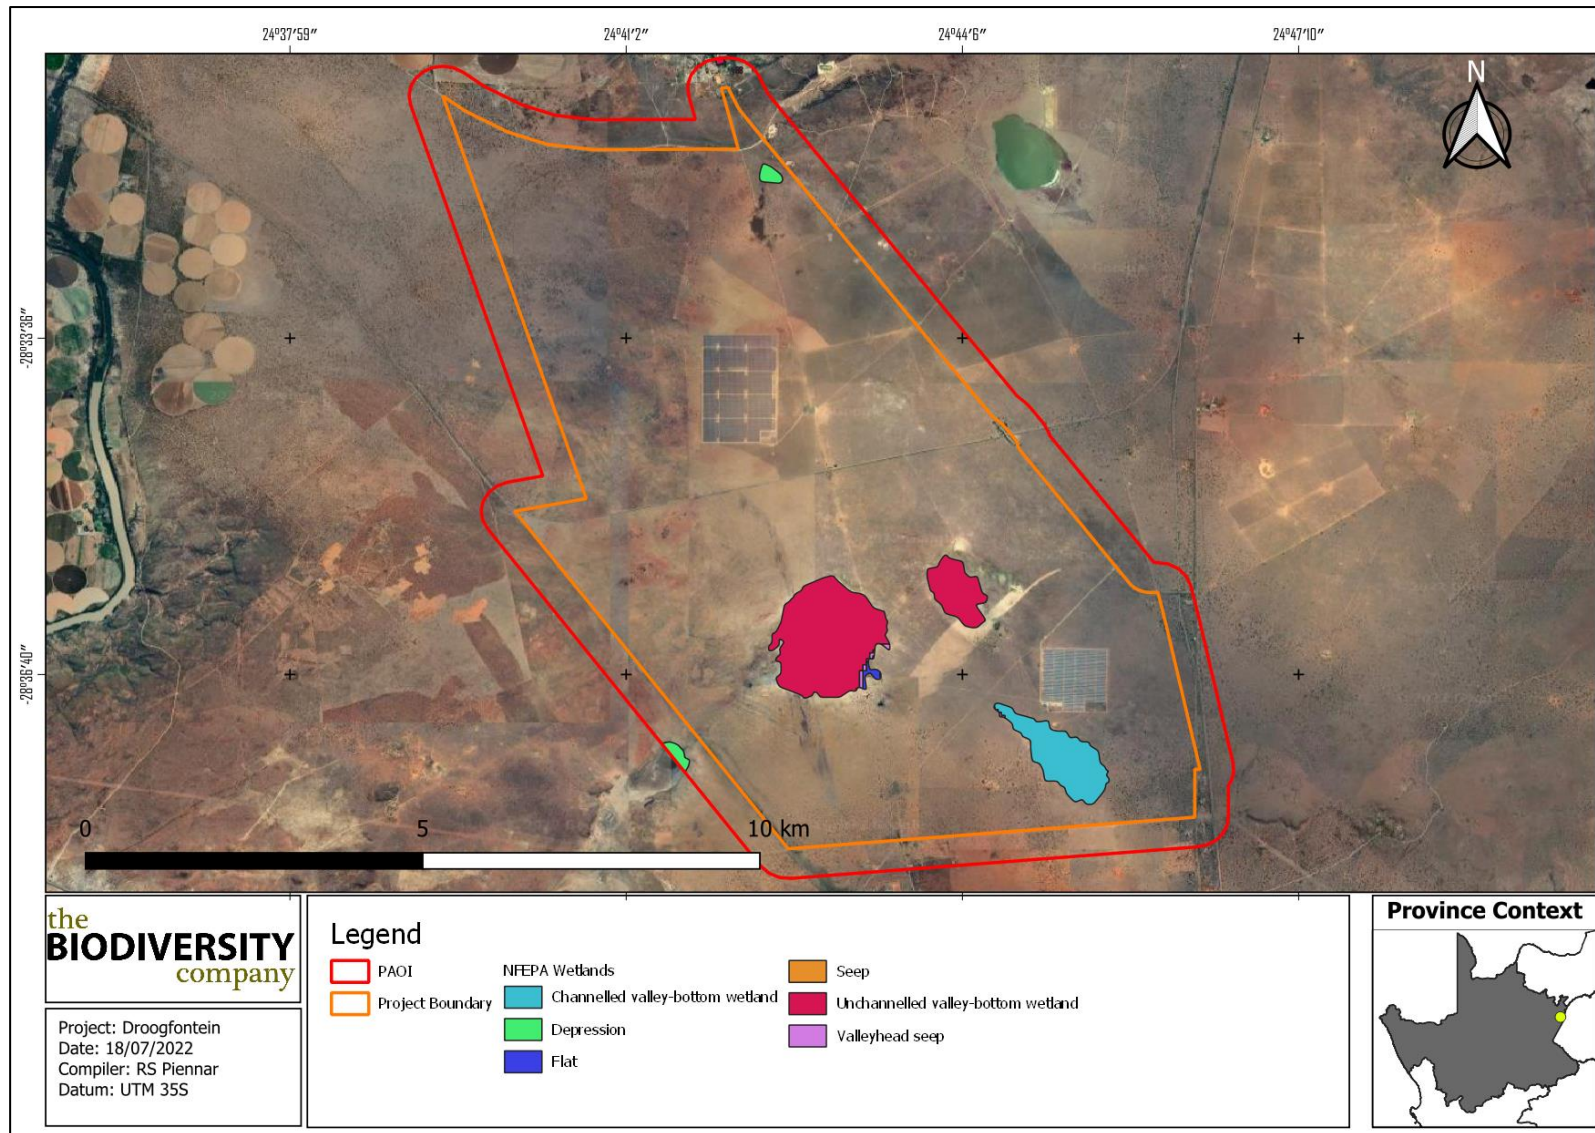 24°37'59" 24°41'2" 24°44'6" 24°47'10"
N
-28°33'36"
-28°36'40"
0 5 10 km
the
BIODIVERSITY
company
Project: Droogfontein
Date: 18/07/2022
Compiler: RS Piennar
Datum: UTM 35S
Legend
PAOI
Project Boundary
NFEPA Wetlands
Channelled valley-bottom wetland
Depression
Flat
Seep
Unchannelled valley-bottom wetland
Valleyhead seep
Province Context